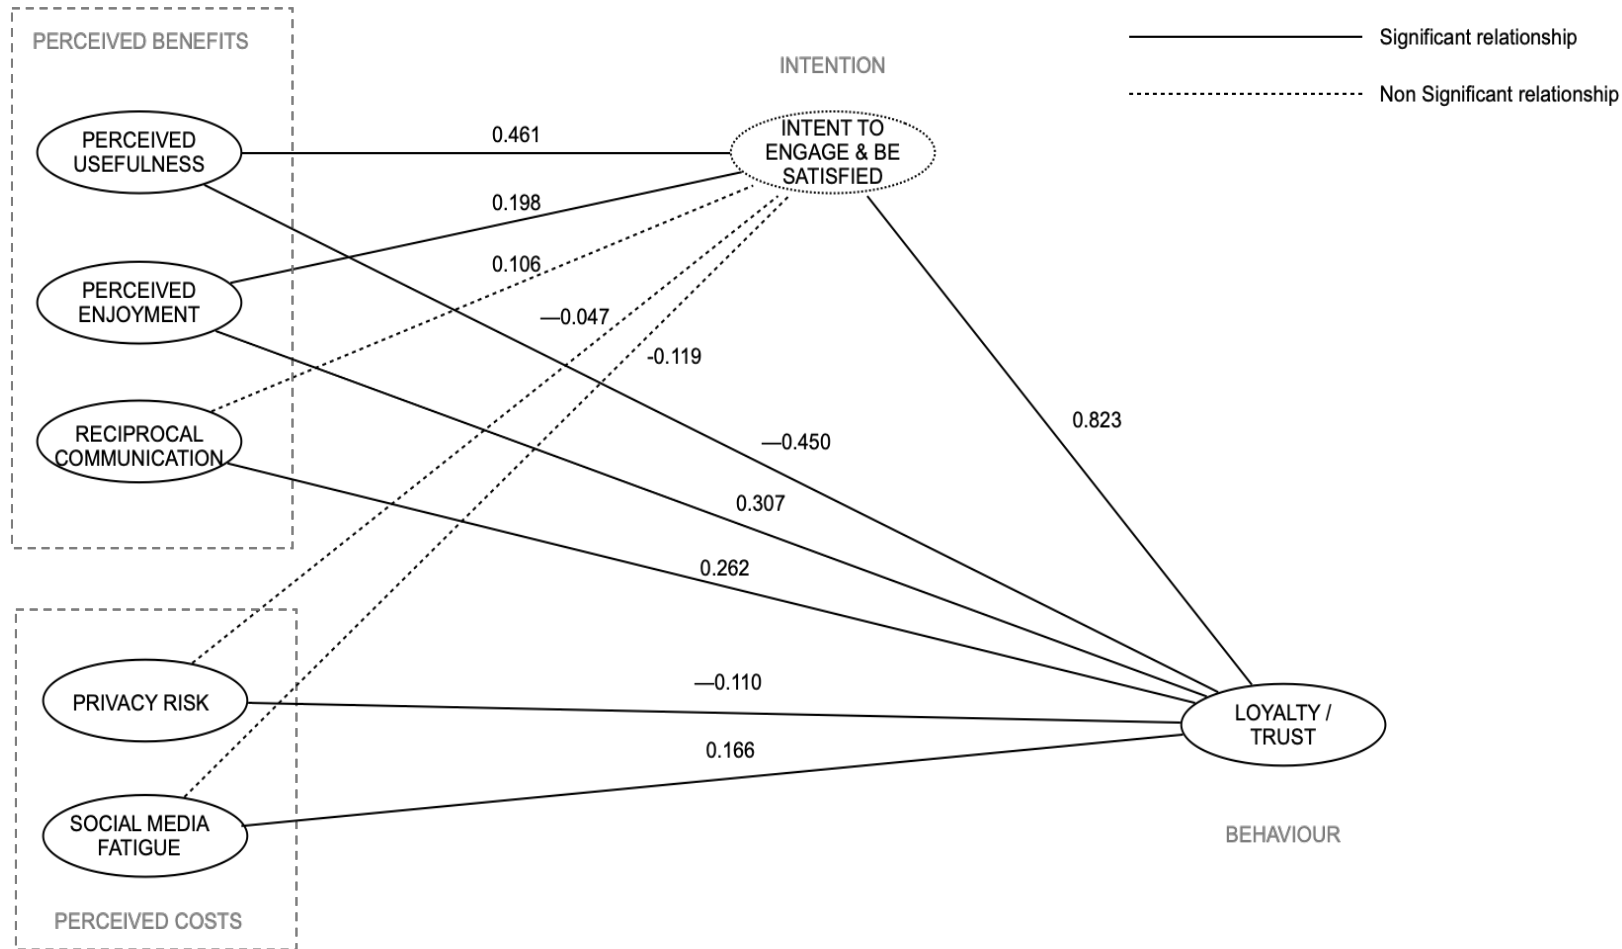 PERCEIVED BENEFITS
INTENTION
Significant relationship
Non Significant relationship
PERCEIVED
USEFULNESS
0.461
INTENT TO
ENGAGE & BE
SATISFIED
0.198
PERCEIVED
ENJOYMENT
0.106
—0.047
-0.119
RECIPROCAL
COMMUNICATION
0.823
—0.450
0.307
0.262
PRIVACY RISK
—0.110
LOYALTY /
TRUST
0.166
SOCIAL MEDIA
FATIGUE
BEHAVIOUR
PERCEIVED COSTS